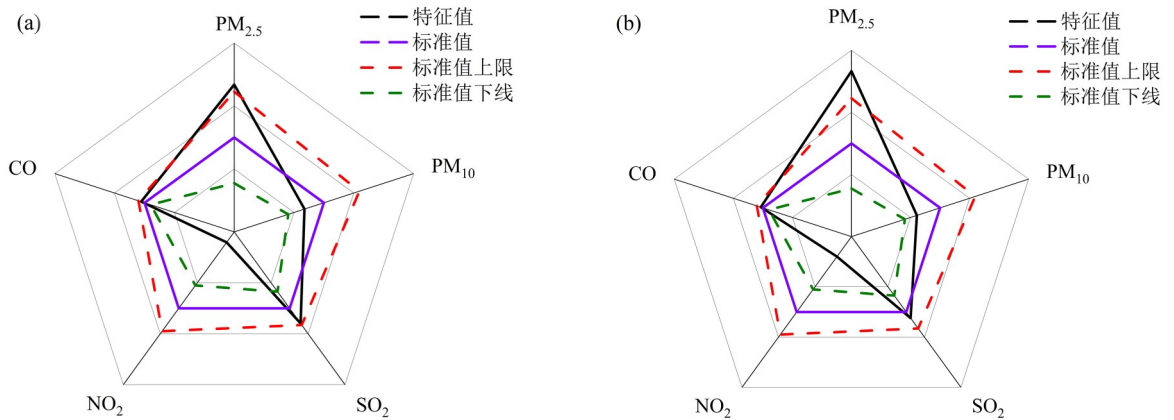 (a)
PM2.5
特征值
标准值
标准值上限
标准值下线
CO
PM10
NO2
SO2
(b)
PM2.5
特征值
标准值
标准值上限
标准值下线
CO
PM10
NO2
SO2